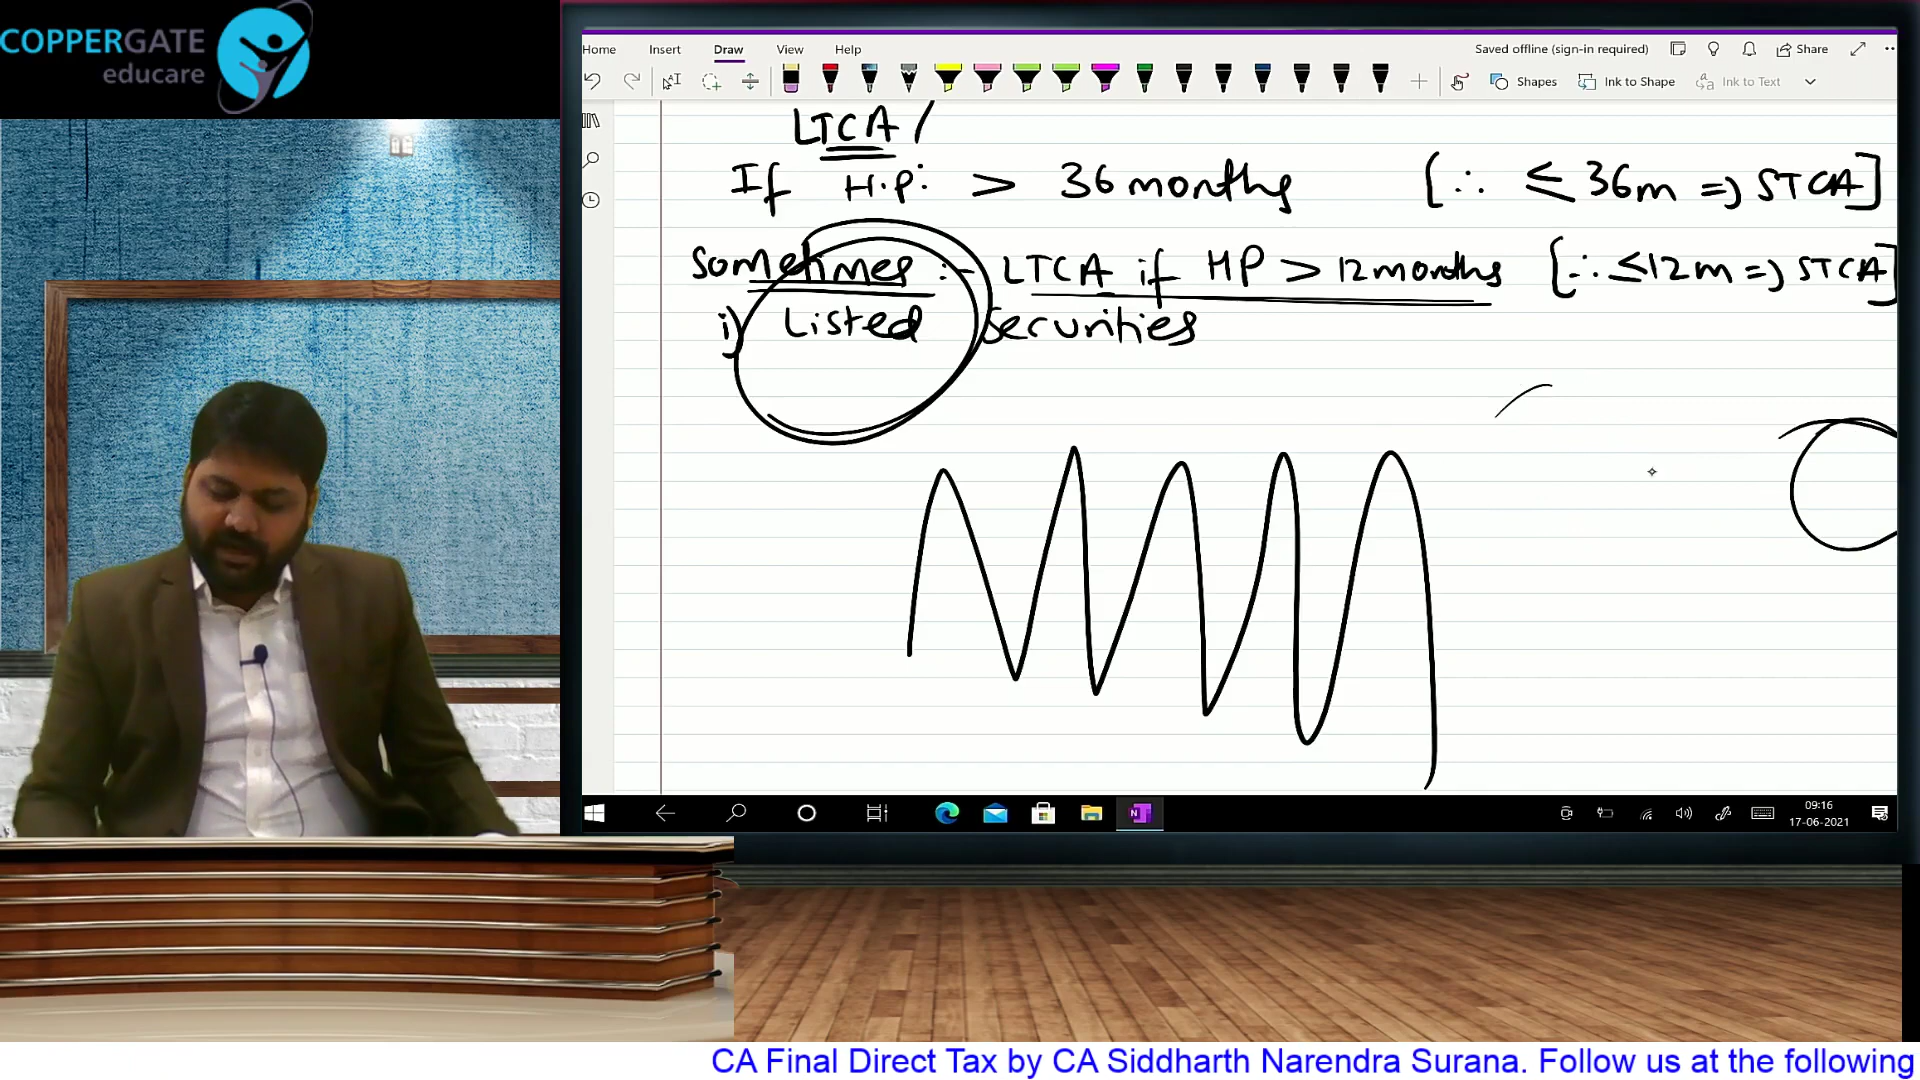 COPPERGATE
educare
Home Insert Draw View Help
Saved offline (sign-in required)
Share
Shapes
Ink to Shape
Ink to Text
LTCA /
If H.P. > 36 months [∴ ≤ 36m => STCA]
Sometimes :- LTCA if HP > 12 months [∴ ≤ 12m => STCA]
i) Listed Securities
09:16
17-06-2021
CA Final Direct Tax by CA Siddharth Narendra Surana. Follow us at the following